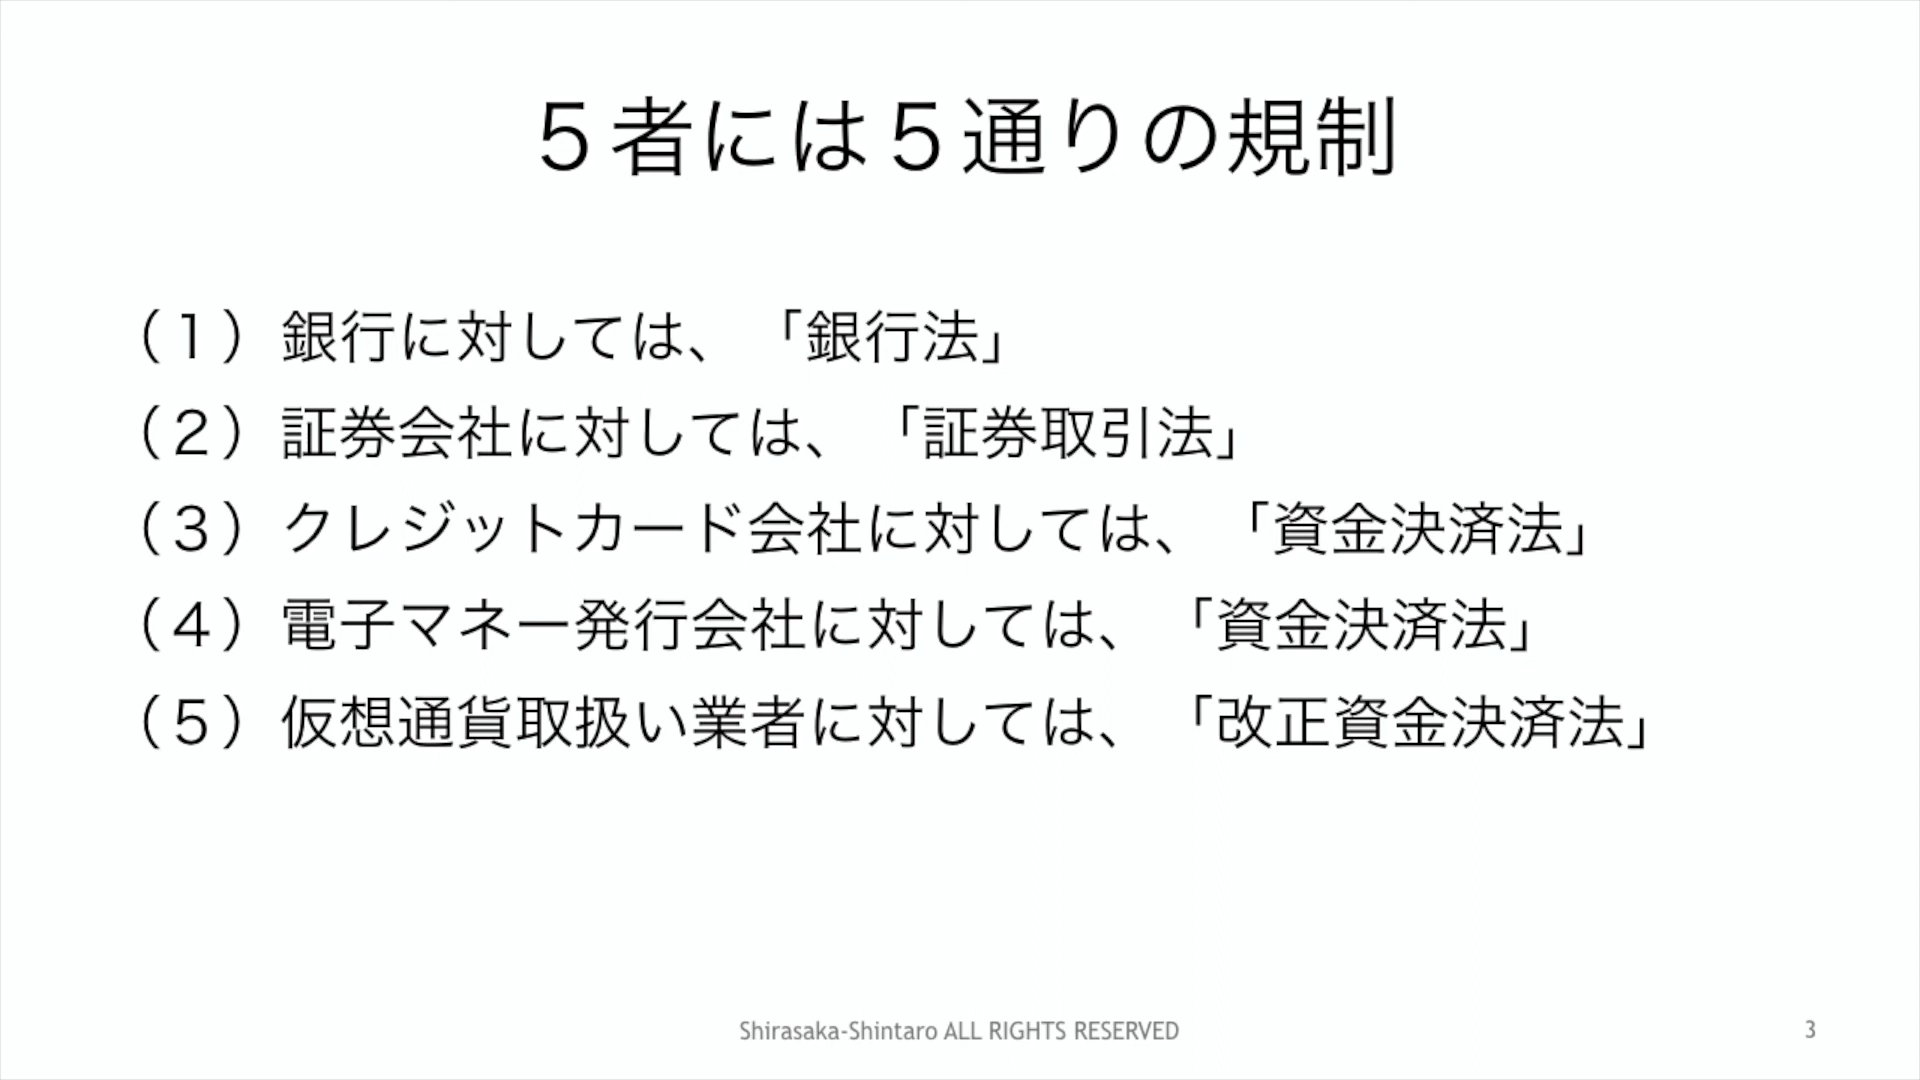 ５者には５通りの規制
（１）銀行に対しては、「銀行法」
（２）証券会社に対しては、「証券取引法」
（３）クレジットカード会社に対しては、「資金決済法」
（４）電子マネー発行会社に対しては、「資金決済法」
（５）仮想通貨取扱い業者に対しては、「改正資金決済法」
Shirasaka-Shintaro ALL RIGHTS RESERVED
3